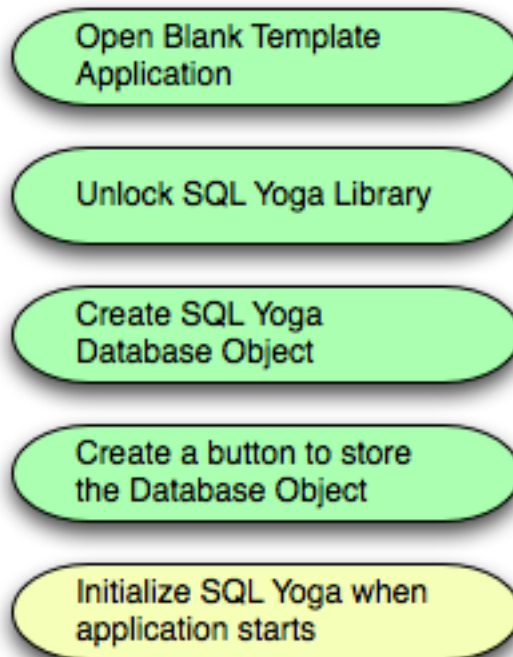 Open Blank Template
Application
Unlock SQL Yoga Library
Create SQL Yoga
Database Object
Create a button to store
the Database Object
Initialize SQL Yoga when
application starts